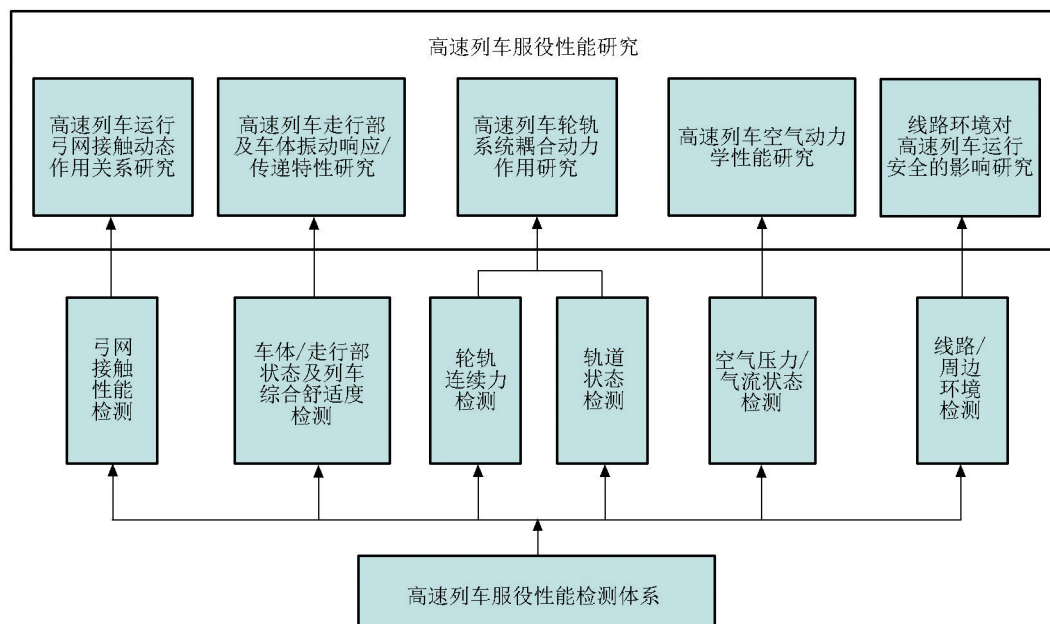 高速列车服役性能研究
高速列车运行
弓网接触动态
作用关系研究
高速列车走行部
及车体振动响应/
传递特性研究
高速列车轮轨
系统耦合动力
作用研究
高速列车空气动力
学性能研究
线路环境对
高速列车运行
安全的影响研究
弓网
接触
性能
检测
车体/走行部
状态及列车
综合舒适度
检测
轮轨
连续力
检测
轨道
状态
检测
空气压力/
气流状态
检测
线路/
周边
环境
检测
高速列车服役性能检测体系